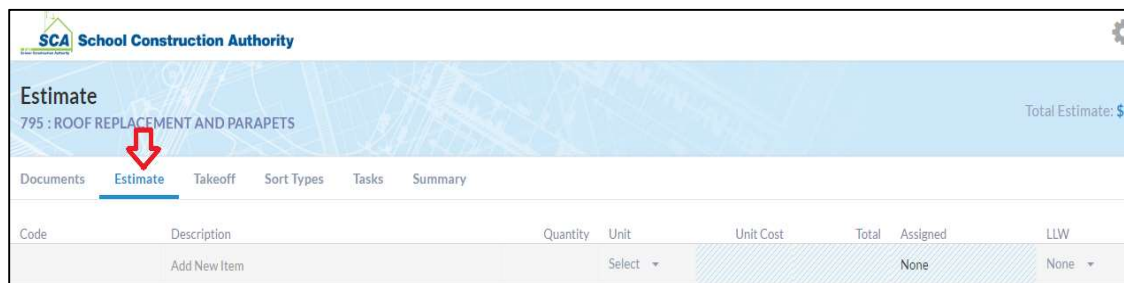 SCA School Construction Authority
Estimate
795 : ROOF REPLACEMENT AND PARAPETS
Total Estimate: $
Documents Estimate Takeoff Sort Types Tasks Summary
Code Description Quantity Unit Unit Cost Total Assigned LLW
Add New Item Select None None